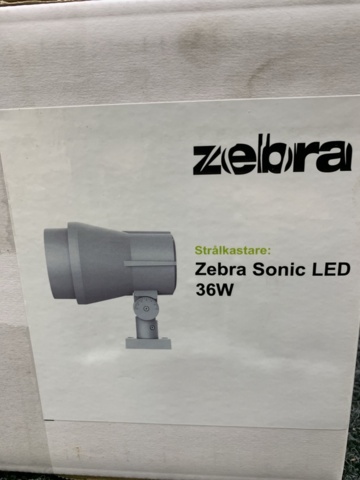 zebra
Strålkastare:
Zebra Sonic LED
36W